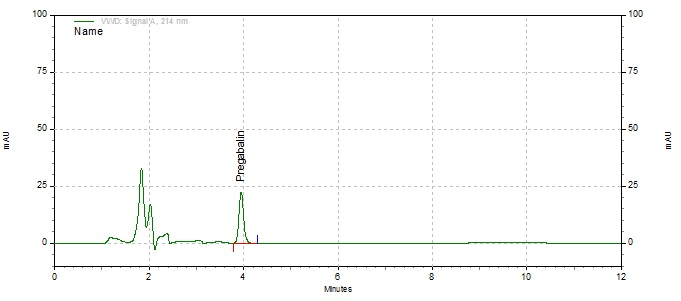 VWD: Signal A, 214 nm
Name
100 100
75 75
50 50
Pregabalin
25 25
0 0
mAU mAU
0 2 4 6 8 10 12
Minutes